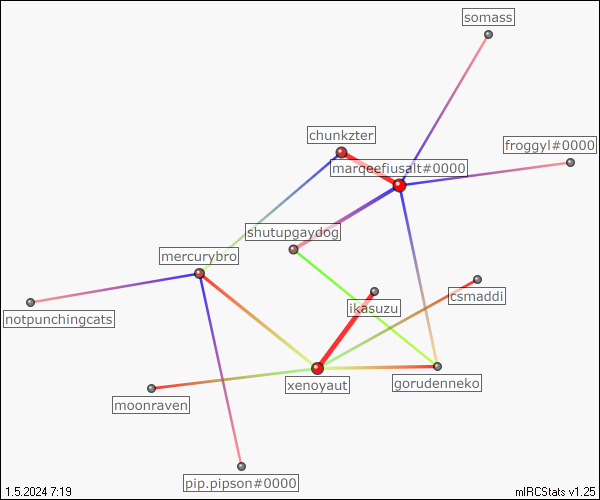 somass
chunkzter
froggyl#0000
marqeefiusalt#0000
shutupgaydog
mercurybro
csmaddi
ikasuzu
notpunchingcats
xenoyaut
gorudenneko
moonraven
pip.pipson#0000
1.5.2024 7:19
mIRCStats v1.25